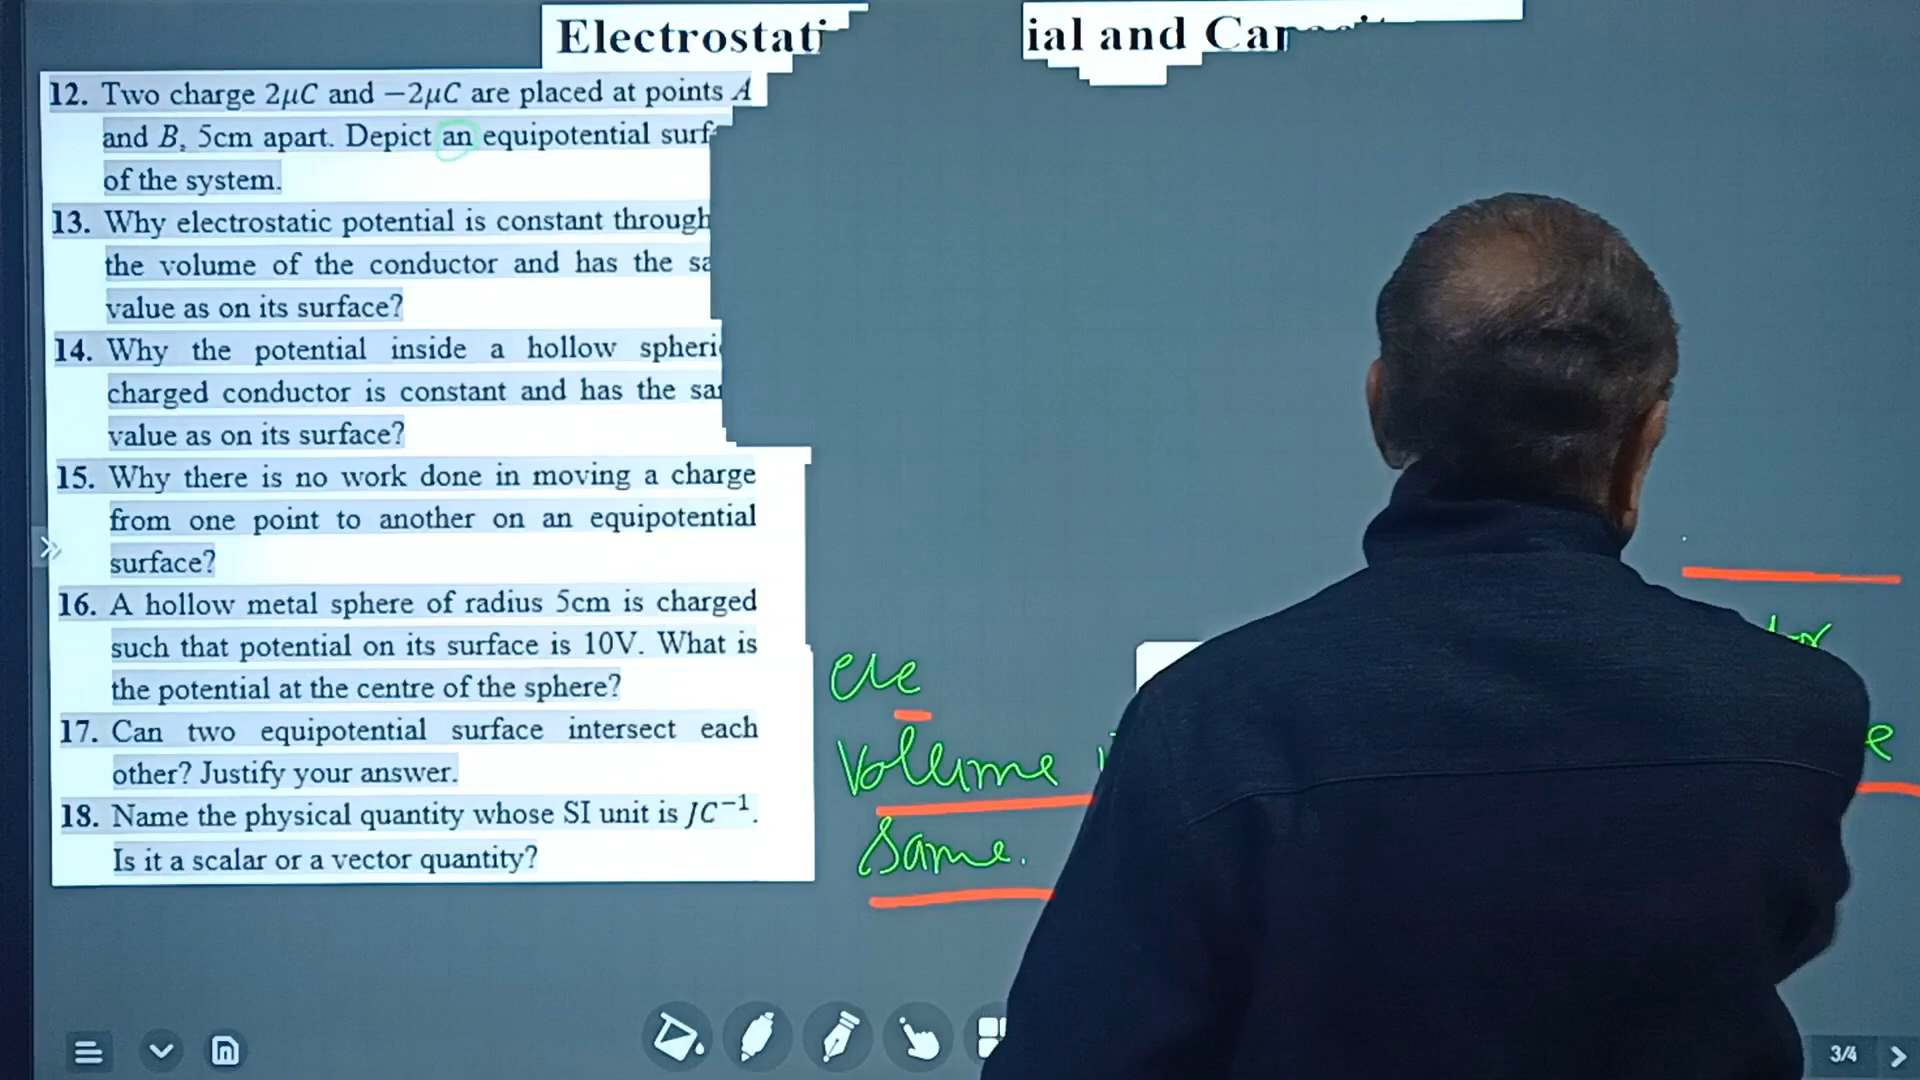 Electrostati ial and Ca
12. Two charge 2μC and −2μC are placed at points A
and B, 5cm apart. Depict an equipotential surf
of the system.
13. Why electrostatic potential is constant through
the volume of the conductor and has the sa
value as on its surface?
14. Why the potential inside a hollow spheri
charged conductor is constant and has the sa
value as on its surface?
15. Why there is no work done in moving a charge
from one point to another on an equipotential
surface?
16. A hollow metal sphere of radius 5cm is charged
such that potential on its surface is 10V. What is
the potential at the centre of the sphere?
17. Can two equipotential surface intersect each
other? Justify your answer.
18. Name the physical quantity whose SI unit is JC⁻¹.
Is it a scalar or a vector quantity?
Volume
same.
3/4